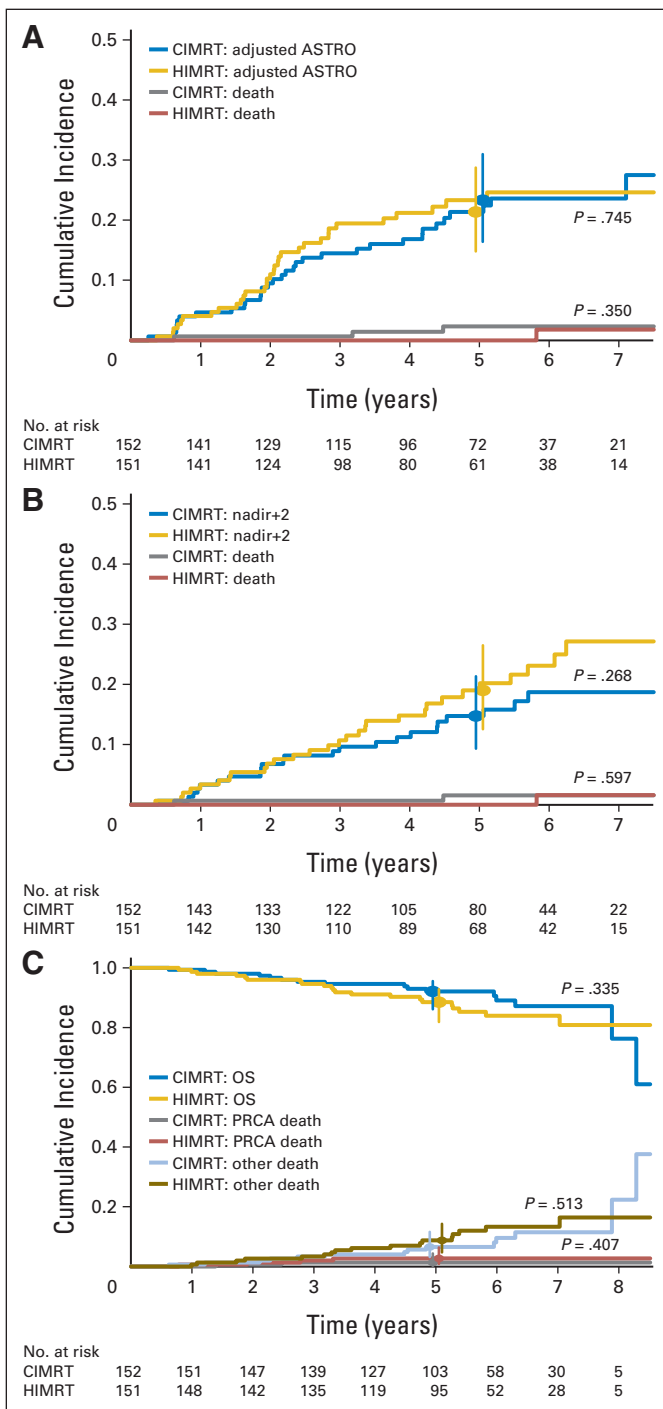 A
0.5
CIMRT: adjusted ASTRO
HIMRT: adjusted ASTRO
CIMRT: death
HIMRT: death
0.4
0.3
0.2
0.1
Cumulative Incidence
P = .745
P = .350
0 1 2 3 4 5 6 7
Time (years)
No. at risk
CIMRT 152 141 129 115 96 72 37 21
HIMRT 151 141 124 98 80 61 38 14
B
0.5
CIMRT: nadir+2
HIMRT: nadir+2
CIMRT: death
HIMRT: death
0.4
0.3
0.2
0.1
Cumulative Incidence
P = .268
P = .597
0 1 2 3 4 5 6 7
Time (years)
No. at risk
CIMRT 152 143 133 122 105 80 44 22
HIMRT 151 142 130 110 89 68 42 15
C
1.0
P = .335
0.8
0.6
CIMRT: OS
HIMRT: OS
CIMRT: PRCA death
HIMRT: PRCA death
CIMRT: other death
HIMRT: other death
0.4
0.2
Cumulative Incidence
P = .513
P = .407
0 1 2 3 4 5 6 7 8
Time (years)
No. at risk
CIMRT 152 151 147 139 127 103 58 30 5
HIMRT 151 148 142 135 119 95 52 28 5